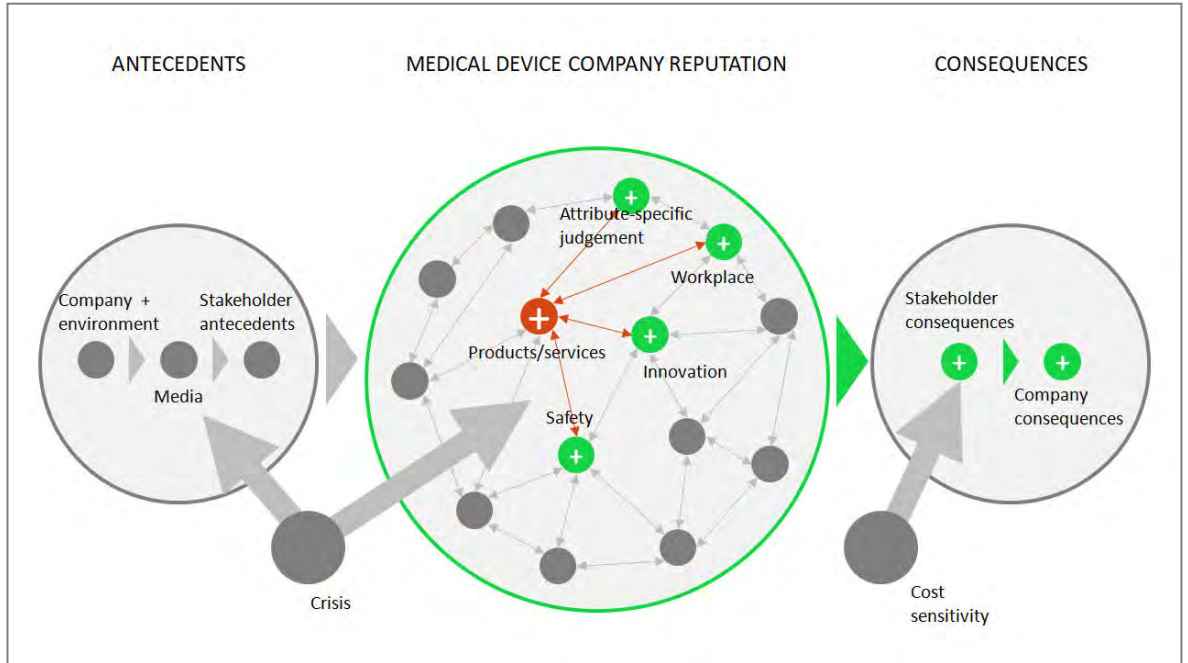 ANTECEDENTS
MEDICAL DEVICE COMPANY REPUTATION
CONSEQUENCES
Attribute-specific
judgement
Workplace
Products/services
Innovation
Safety
Company +
environment
Stakeholder
antecedents
Media
Stakeholder
consequences
Company
consequences
Crisis
Cost
sensitivity